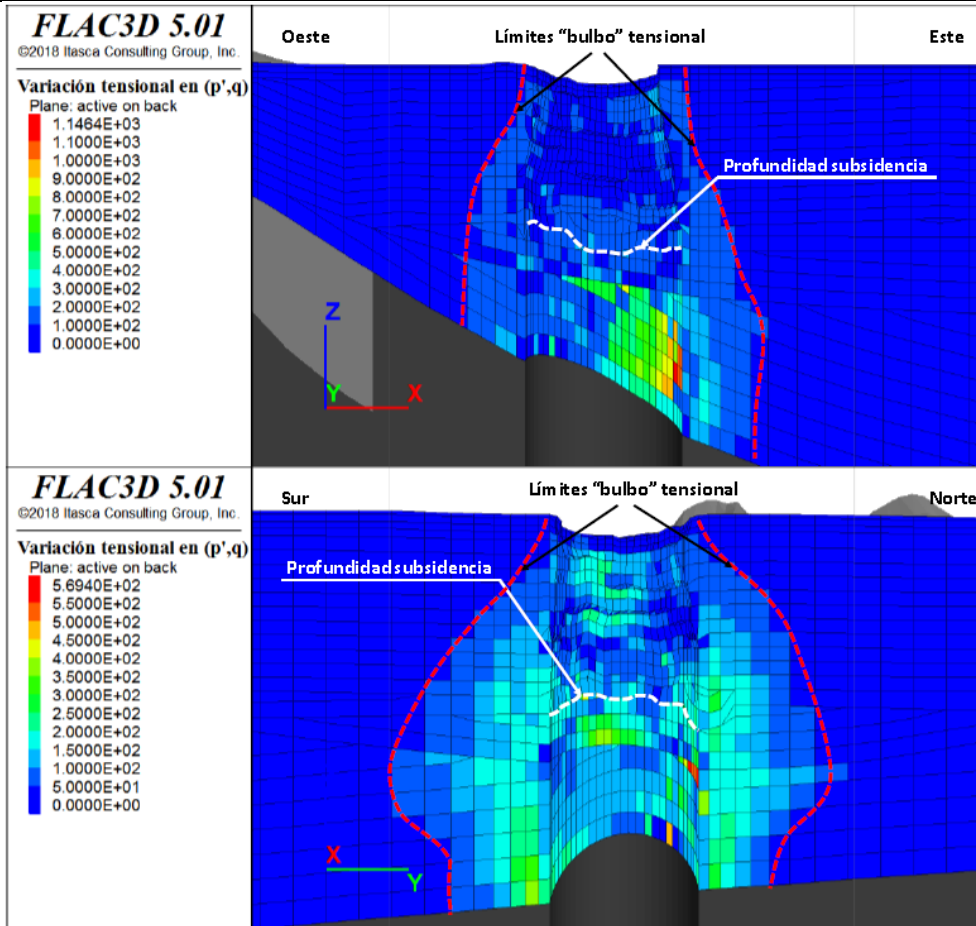 FLAC3D 5.01
©2018 Itasca Consulting Group, Inc.
Variación tensional en (p',q)
Plane: active on back
1.1464E+03
1.1000E+03
1.0000E+03
9.0000E+02
8.0000E+02
7.0000E+02
6.0000E+02
5.0000E+02
4.0000E+02
3.0000E+02
2.0000E+02
1.0000E+02
0.0000E+00
Oeste
Límites "bulbo" tensional
Este
Profundidad subsidencia
Z
Y
X
FLAC3D 5.01
©2018 Itasca Consulting Group, Inc.
Variación tensional en (p',q)
Plane: active on back
5.6940E+02
5.5000E+02
5.0000E+02
4.5000E+02
4.0000E+02
3.5000E+02
3.0000E+02
2.5000E+02
2.0000E+02
1.5000E+02
1.0000E+02
5.0000E+01
0.0000E+00
Sur
Límites "bulbo" tensional
Norte
Profundidad subsidencia
X
Y